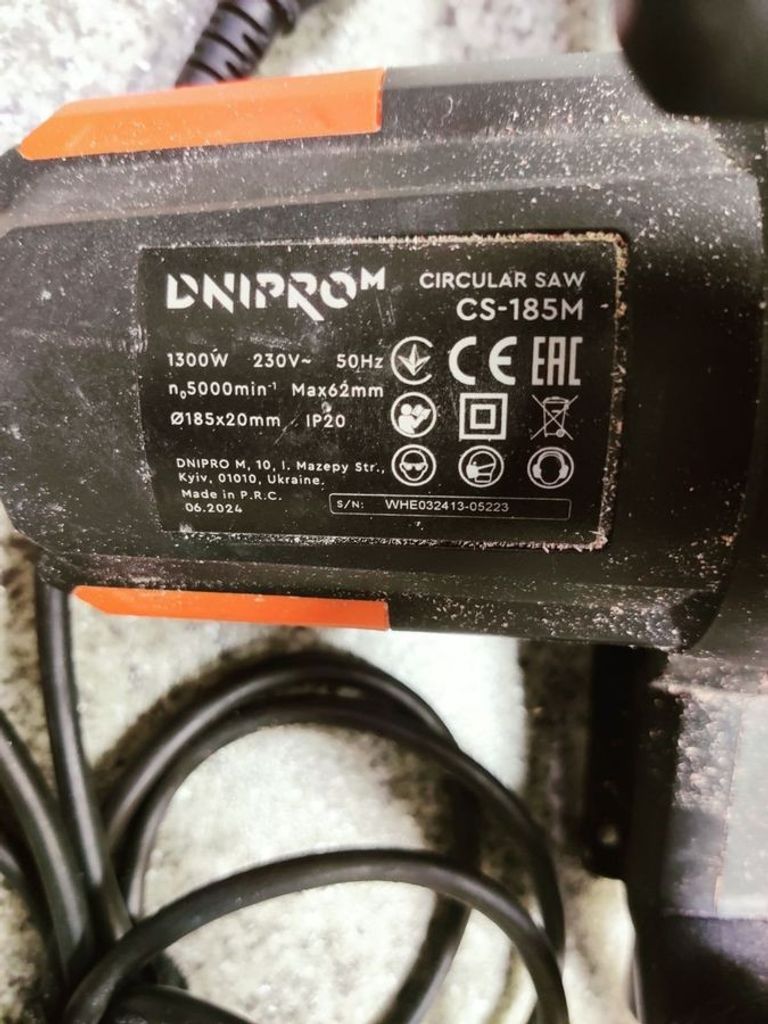 DNIPRO M
CIRCULAR SAW
CS-185M
1300W 230V~ 50Hz
n₀5000min⁻¹ Max62mm
Ø185x20mm IP20
CE EAC
DNIPRO M, 10, I. Mazepy Str.,
Kyiv, 01010, Ukraine.
Made in P.R.C.
06.2024
S/N: WHE032413-05223